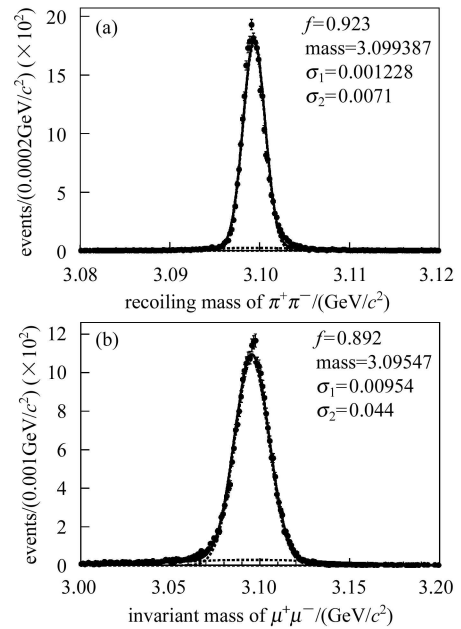 (a)
f=0.923
mass=3.099387
σ₁=0.001228
σ₂=0.0071
events/(0.0002GeV/c²) (×10²)
20
15
10
5
0
3.08 3.09 3.10 3.11 3.12
recoiling mass of π⁺π⁻/(GeV/c²)
(b)
f=0.892
mass=3.09547
σ₁=0.00954
σ₂=0.044
events/(0.001GeV/c²) (×10²)
12
10
8
6
4
2
0
3.00 3.05 3.10 3.15 3.20
invariant mass of μ⁺μ⁻/(GeV/c²)